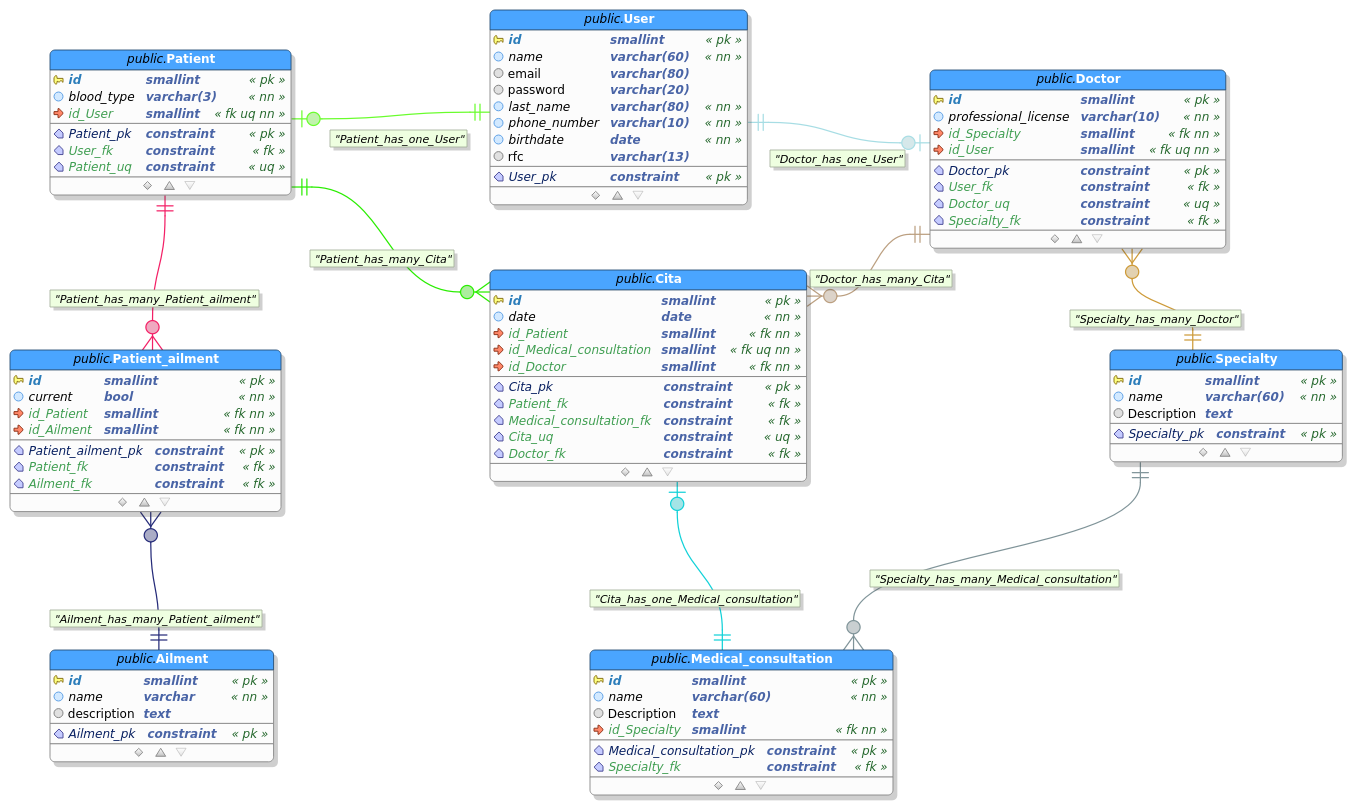 public.Patient
id smallint « pk »
blood_type varchar(3) « nn »
id_User smallint « fk uq nn »
Patient_pk constraint « pk »
User_fk constraint « fk »
Patient_uq constraint « uq »
public.User
id smallint « pk »
name varchar(60) « nn »
email varchar(80)
password varchar(20)
last_name varchar(80) « nn »
phone_number varchar(10) « nn »
birthdate date « nn »
rfc varchar(13)
User_pk constraint « pk »
public.Doctor
id smallint « pk »
professional_license varchar(10) « nn »
id_Specialty smallint « fk nn »
id_User smallint « fk uq nn »
Doctor_pk constraint « pk »
User_fk constraint « fk »
Doctor_uq constraint « uq »
Specialty_fk constraint « fk »
"Patient_has_one_User"
"Doctor_has_one_User"
"Patient_has_many_Cita"
"Doctor_has_many_Cita"
"Patient_has_many_Patient_ailment"
"Specialty_has_many_Doctor"
public.Patient_ailment
id smallint « pk »
current bool « nn »
id_Patient smallint « fk nn »
id_Ailment smallint « fk nn »
Patient_ailment_pk constraint « pk »
Patient_fk constraint « fk »
Ailment_fk constraint « fk »
public.Cita
id smallint « pk »
date date « nn »
id_Patient smallint « fk nn »
id_Medical_consultation smallint « fk uq nn »
id_Doctor smallint « fk nn »
Cita_pk constraint « pk »
Patient_fk constraint « fk »
Medical_consultation_fk constraint « fk »
Cita_uq constraint « uq »
Doctor_fk constraint « fk »
public.Specialty
id smallint « pk »
name varchar(60) « nn »
Description text
Specialty_pk constraint « pk »
"Ailment_has_many_Patient_ailment"
"Cita_has_one_Medical_consultation"
"Specialty_has_many_Medical_consultation"
public.Ailment
id smallint « pk »
name varchar « nn »
description text
Ailment_pk constraint « pk »
public.Medical_consultation
id smallint « pk »
name varchar(60) « nn »
Description text
id_Specialty smallint « fk nn »
Medical_consultation_pk constraint « pk »
Specialty_fk constraint « fk »